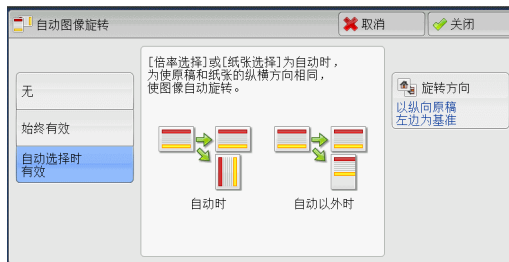 自动图像旋转
取消
关闭
无
始终有效
自动选择时
有效
[倍率选择]或[纸张选择]为自动时，
为使原稿和纸张的纵横方向相同，
使图像自动旋转。
自动时
自动以外时
旋转方向
以纵向原稿
左边为基准